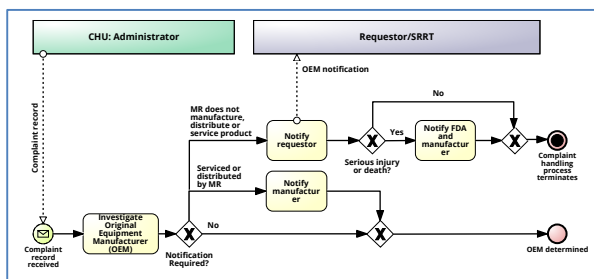 CHU: Administrator
Requestor/SRRT
OEM notification
Complaint record
MR does not
manufacture,
distribute or
service product
Notify
requestor
No
Yes
Serious injury
or death?
Notify FDA
and
manufactur
er
Complaint
handling
process
terminates
Serviced or
distributed
by MR
Notify
manufactur
er
Complaint
record
received
Investigate
Original
Equipment
Manufacturer
(OEM)
No
Notification
Required?
OEM determined